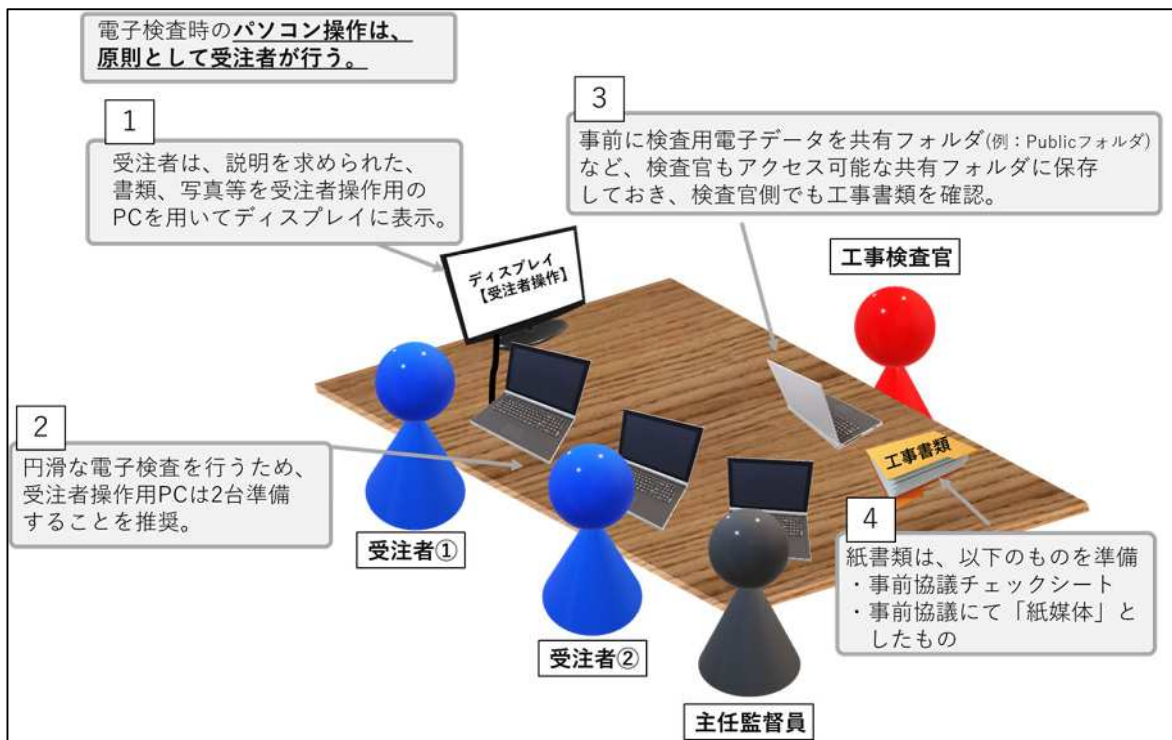 電子検査時のパソコン操作は、
原則として受注者が行う。
1
受注者は、説明を求められた、
書類、写真等を受注者操作用の
PCを用いてディスプレイに表示。
3
事前に検査用電子データを共有フォルダ(例：Publicフォルダ)
など、検査官もアクセス可能な共有フォルダに保存
しておき、検査官側でも工事書類を確認。
ディスプレイ
【受注者操作】
工事検査官
2
円滑な電子検査を行うため、
受注者操作用PCは2台準備
することを推奨。
工事書類
4
紙書類は、以下のものを準備
・事前協議チェックシート
・事前協議にて「紙媒体」と
したもの
受注者①
受注者②
主任監督員